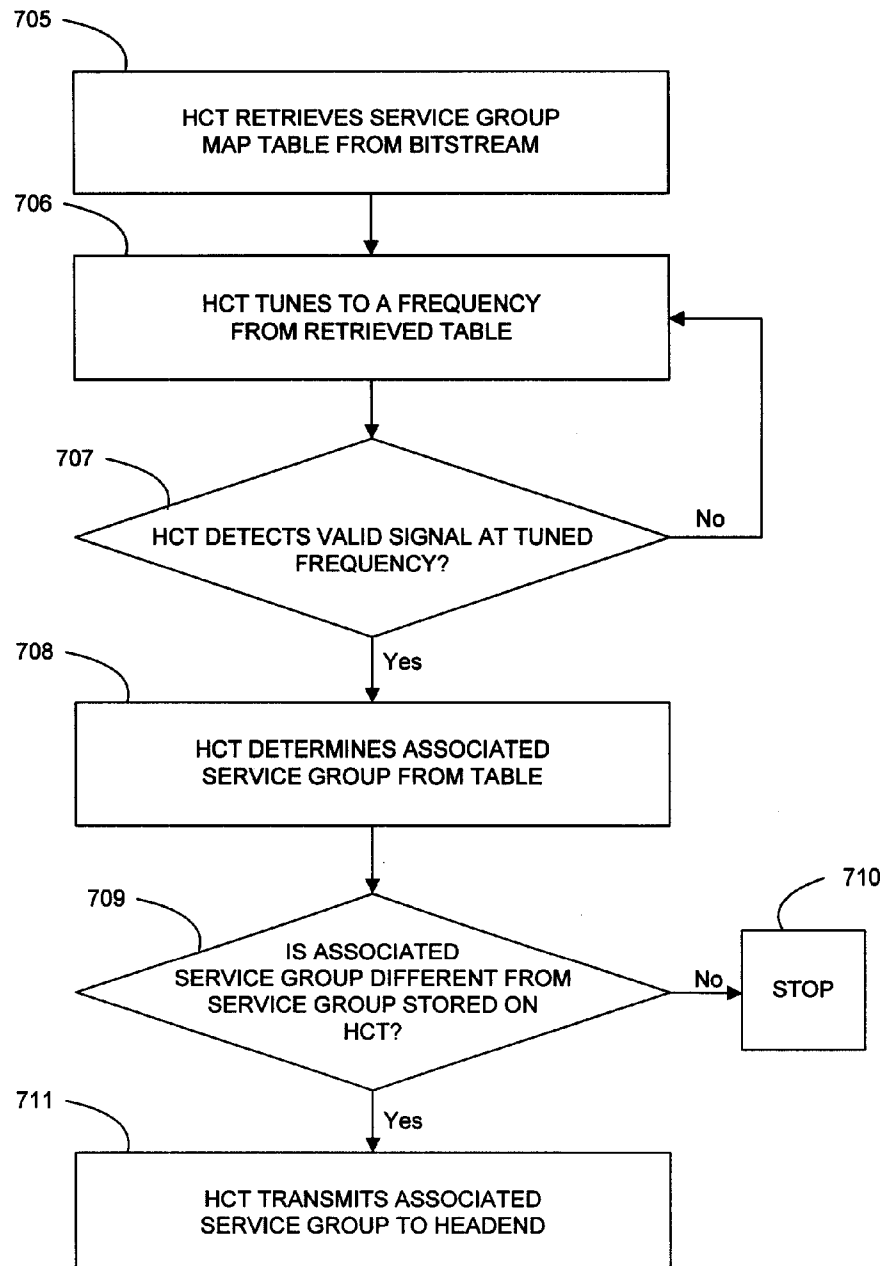 705
HCT RETRIEVES SERVICE GROUP
MAP TABLE FROM BITSTREAM
706
HCT TUNES TO A FREQUENCY
FROM RETRIEVED TABLE
707
HCT DETECTS VALID SIGNAL AT TUNED
FREQUENCY?
No
Yes
708
HCT DETERMINES ASSOCIATED
SERVICE GROUP FROM TABLE
709
IS ASSOCIATED
SERVICE GROUP DIFFERENT FROM
SERVICE GROUP STORED ON
HCT?
No
710
STOP
Yes
711
HCT TRANSMITS ASSOCIATED
SERVICE GROUP TO HEADEND